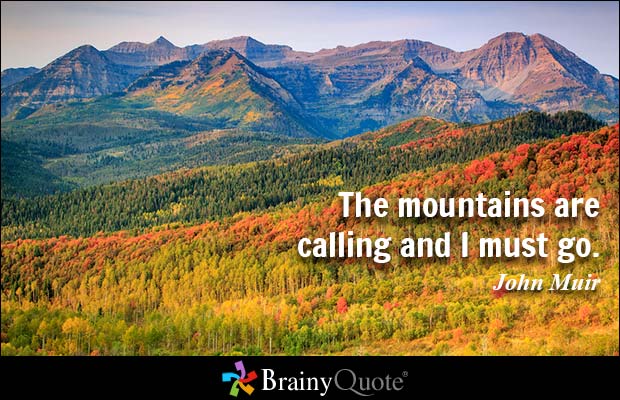 The mountains are
calling and I must go.
John Muir
BrainyQuote®